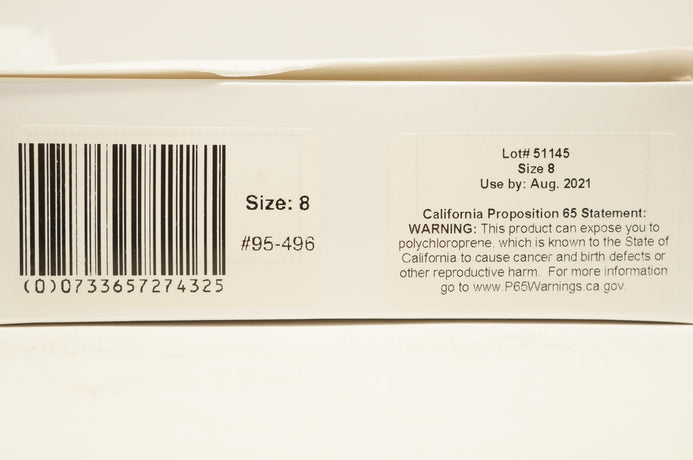 Size: 8
#95-496
(0)0733657274325
Lot# 51145
Size 8
Use by: Aug. 2021
California Proposition 65 Statement:
WARNING: This product can expose you to
polychloroprene, which is known to the State of
California to cause cancer and birth defects or
other reproductive harm. For more information
go to www.P65Warnings.ca.gov.